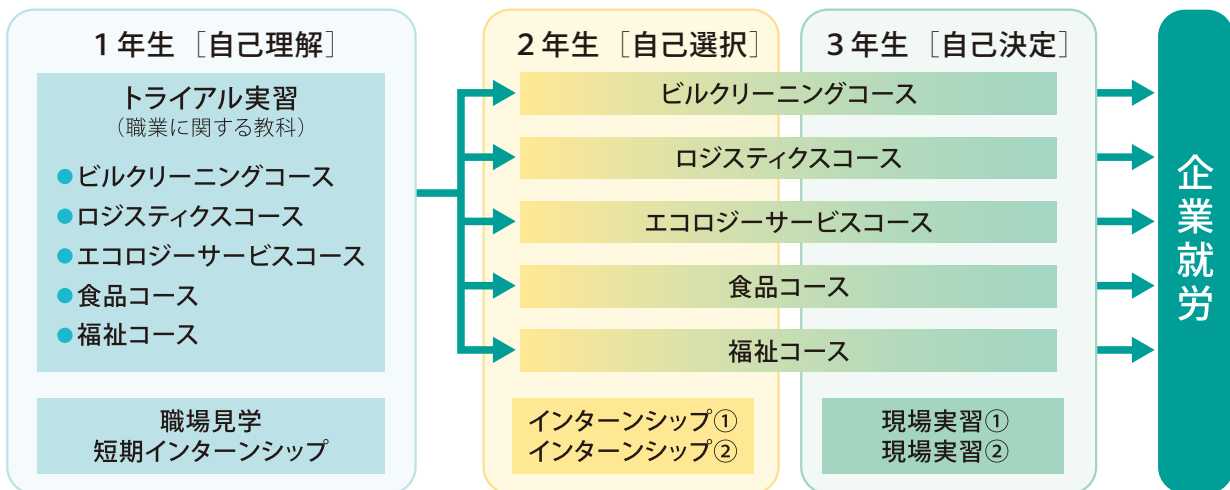 1年生［自己理解］
トライアル実習
（職業に関する教科）
●ビルクリーニングコース
●ロジスティクスコース
●エコロジーサービスコース
●食品コース
●福祉コース
職場見学
短期インターンシップ
2年生［自己選択］
3年生［自己決定］
ビルクリーニングコース
ロジスティクスコース
エコロジーサービスコース
食品コース
福祉コース
インターンシップ①
インターンシップ②
現場実習①
現場実習②
企業就労